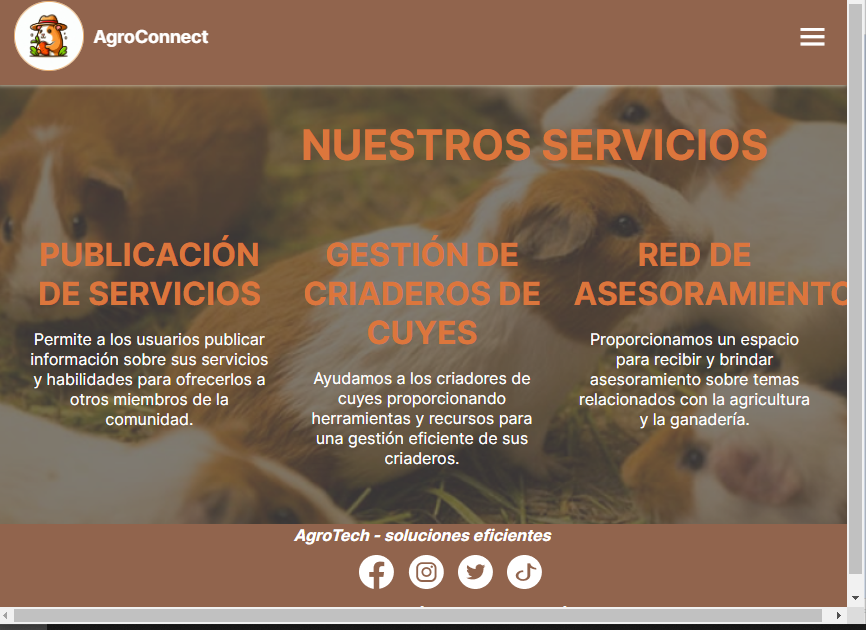 AgroConnect
NUESTROS SERVICIOS
PUBLICACIÓN
DE SERVICIOS
Permite a los usuarios publicar
información sobre sus servicios
y habilidades para ofrecerlos a
otros miembros de la
comunidad.
GESTIÓN DE
CRIADEROS DE
CUYES
Ayudamos a los criadores de
cuyes proporcionando
herramientas y recursos para
una gestión eficiente de sus
criaderos.
RED DE
ASESORAMIENTO
Proporcionamos un espacio
para recibir y brindar
asesoramiento sobre temas
relacionados con la agricultura
y la ganadería.
AgroTech - soluciones eficientes